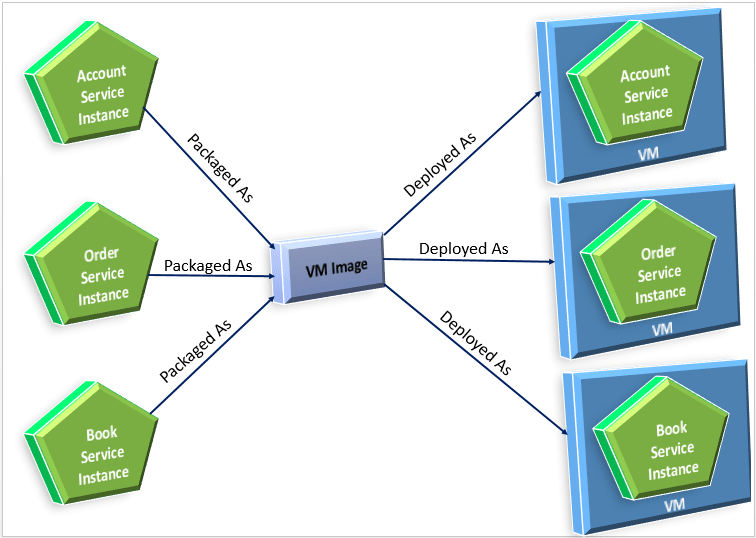 Account
Service
Instance
Packaged As
Deployed As
Account
Service
Instance
VM
Order
Service
Instance
Packaged As
VM Image
Deployed As
Order
Service
Instance
VM
Book
Service
Instance
Packaged As
Deployed As
Book
Service
Instance
VM